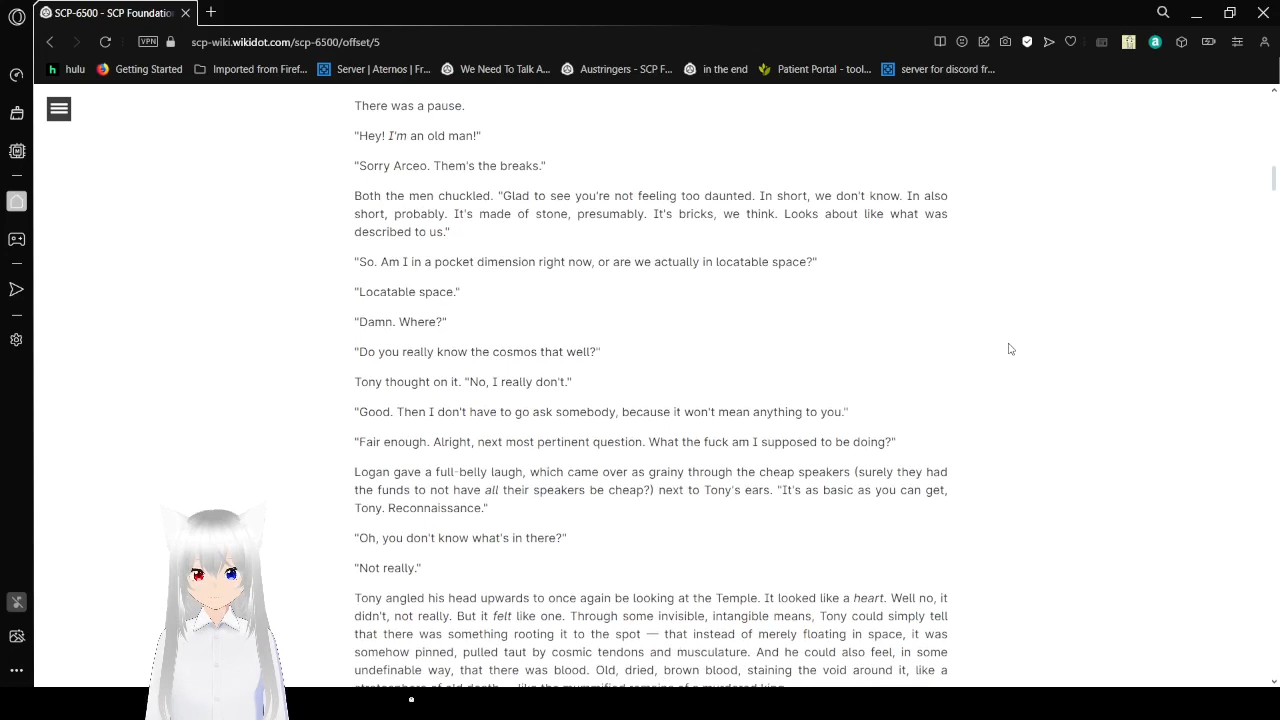 SCP-6500 - SCP Foundatio
VPN
scp-wiki.wikidot.com/scp-6500/offset/5
hulu
Getting Started
Imported from Firef...
Server | Aternos | Fr...
We Need To Talk A...
Austringers - SCP F...
in the end
Patient Portal - tool...
server for discord fr...
There was a pause.
"Hey! I'm an old man!"
"Sorry Arceo. Them's the breaks."
Both the men chuckled. "Glad to see you're not feeling too daunted. In short, we don't know. In also
short, probably. It's made of stone, presumably. It's bricks, we think. Looks about like what was
described to us."
"So. Am I in a pocket dimension right now, or are we actually in locatable space?"
"Locatable space."
"Damn. Where?"
"Do you really know the cosmos that well?"
Tony thought on it. "No, I really don't."
"Good. Then I don't have to go ask somebody, because it won't mean anything to you."
"Fair enough. Alright, next most pertinent question. What the fuck am I supposed to be doing?"
Logan gave a full-belly laugh, which came over as grainy through the cheap speakers (surely they had
the funds to not have all their speakers be cheap?) next to Tony's ears. "It's as basic as you can get,
Tony. Reconnaissance."
"Oh, you don't know what's in there?"
"Not really."
Tony angled his head upwards to once again be looking at the Temple. It looked like a heart. Well no, it
didn't, not really. But it felt like one. Through some invisible, intangible means, Tony could simply tell
that there was something rooting it to the spot — that instead of merely floating in space, it was
somehow pinned, pulled taut by cosmic tendons and musculature. And he could also feel, in some
undefinable way, that there was blood. Old, dried, brown blood, staining the void around it, like a
stratosphere of old death — like the mummified remains of a murdered king.